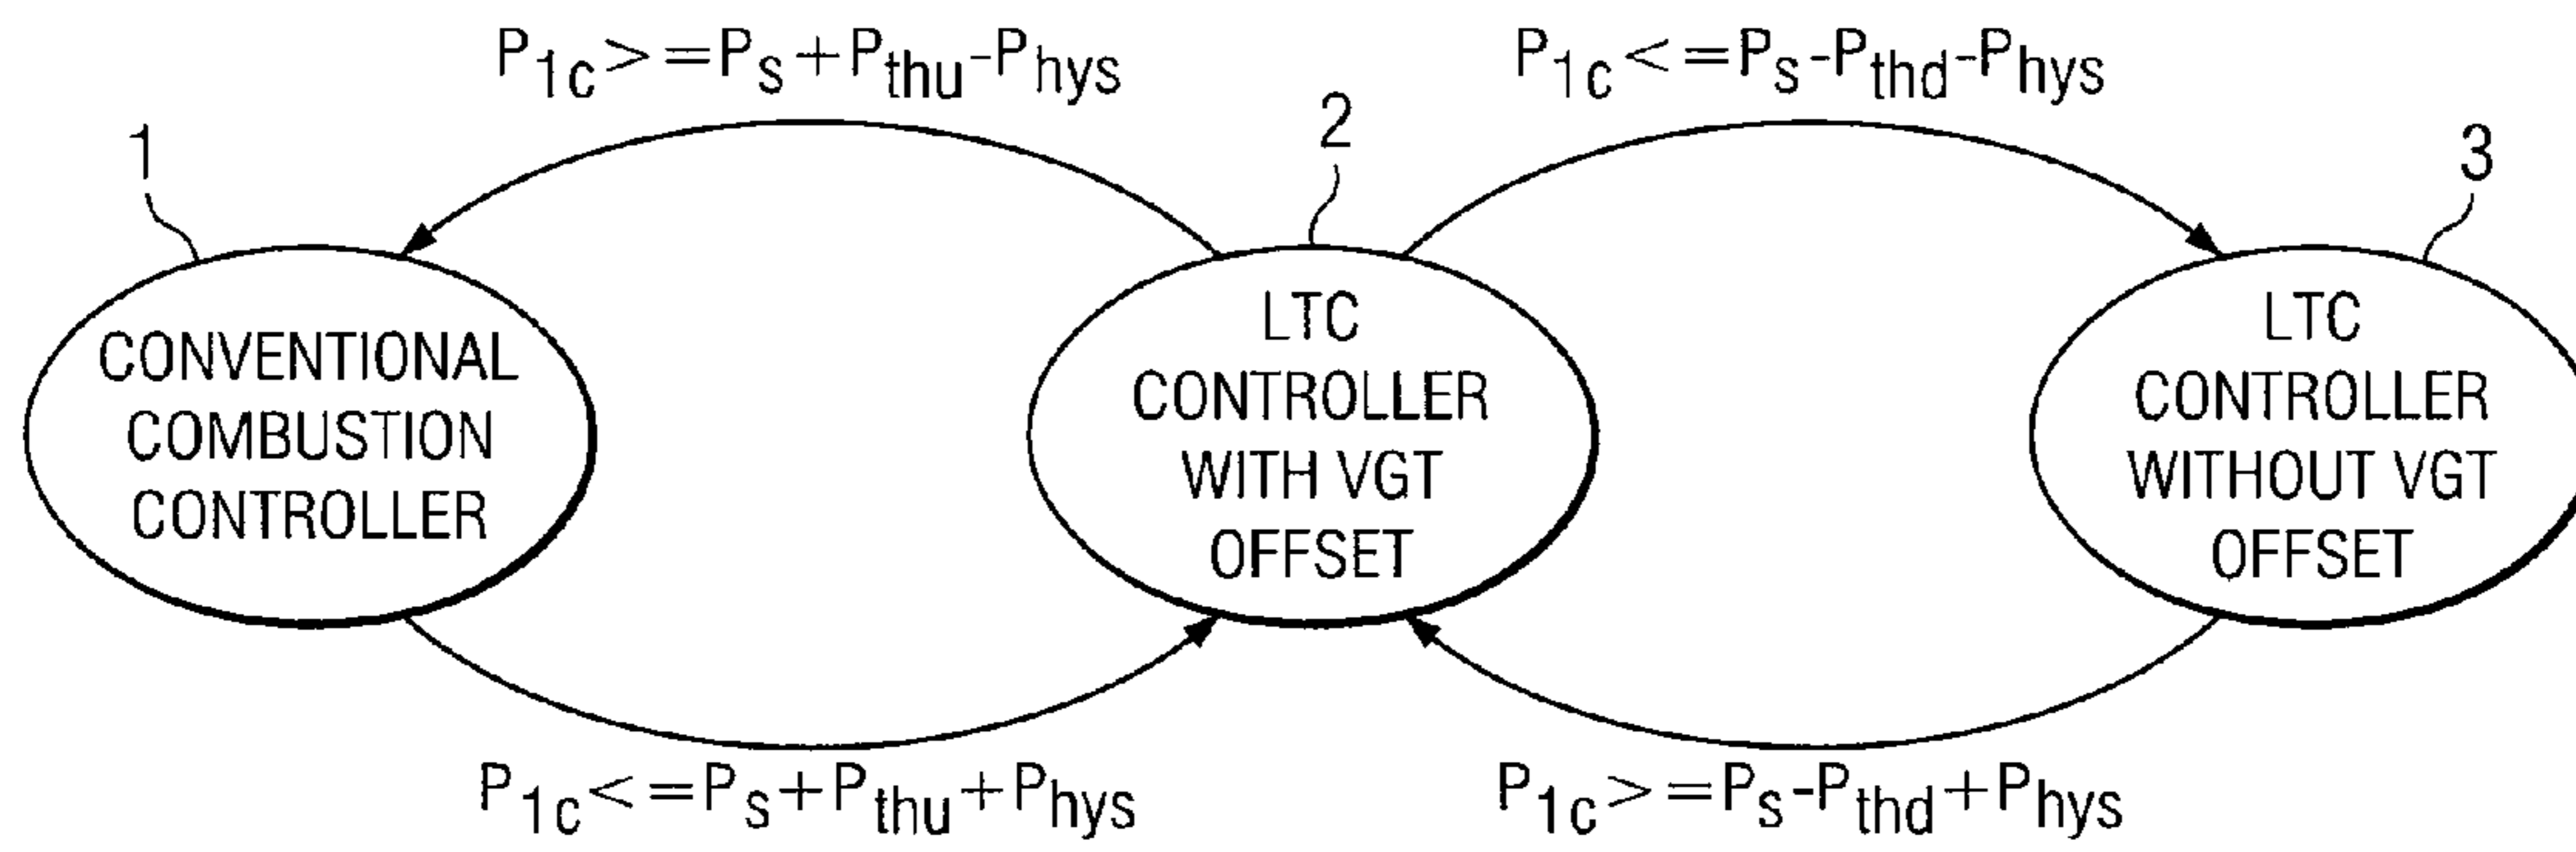 P1c>=Ps+Pthu-Phys
P1c<=Ps-Pthd-Phys
1
2
3
CONVENTIONAL
COMBUSTION
CONTROLLER
LTC
CONTROLLER
WITH VGT
OFFSET
LTC
CONTROLLER
WITHOUT VGT
OFFSET
P1c<=Ps+Pthu+Phys
P1c>=Ps-Pthd+Phys